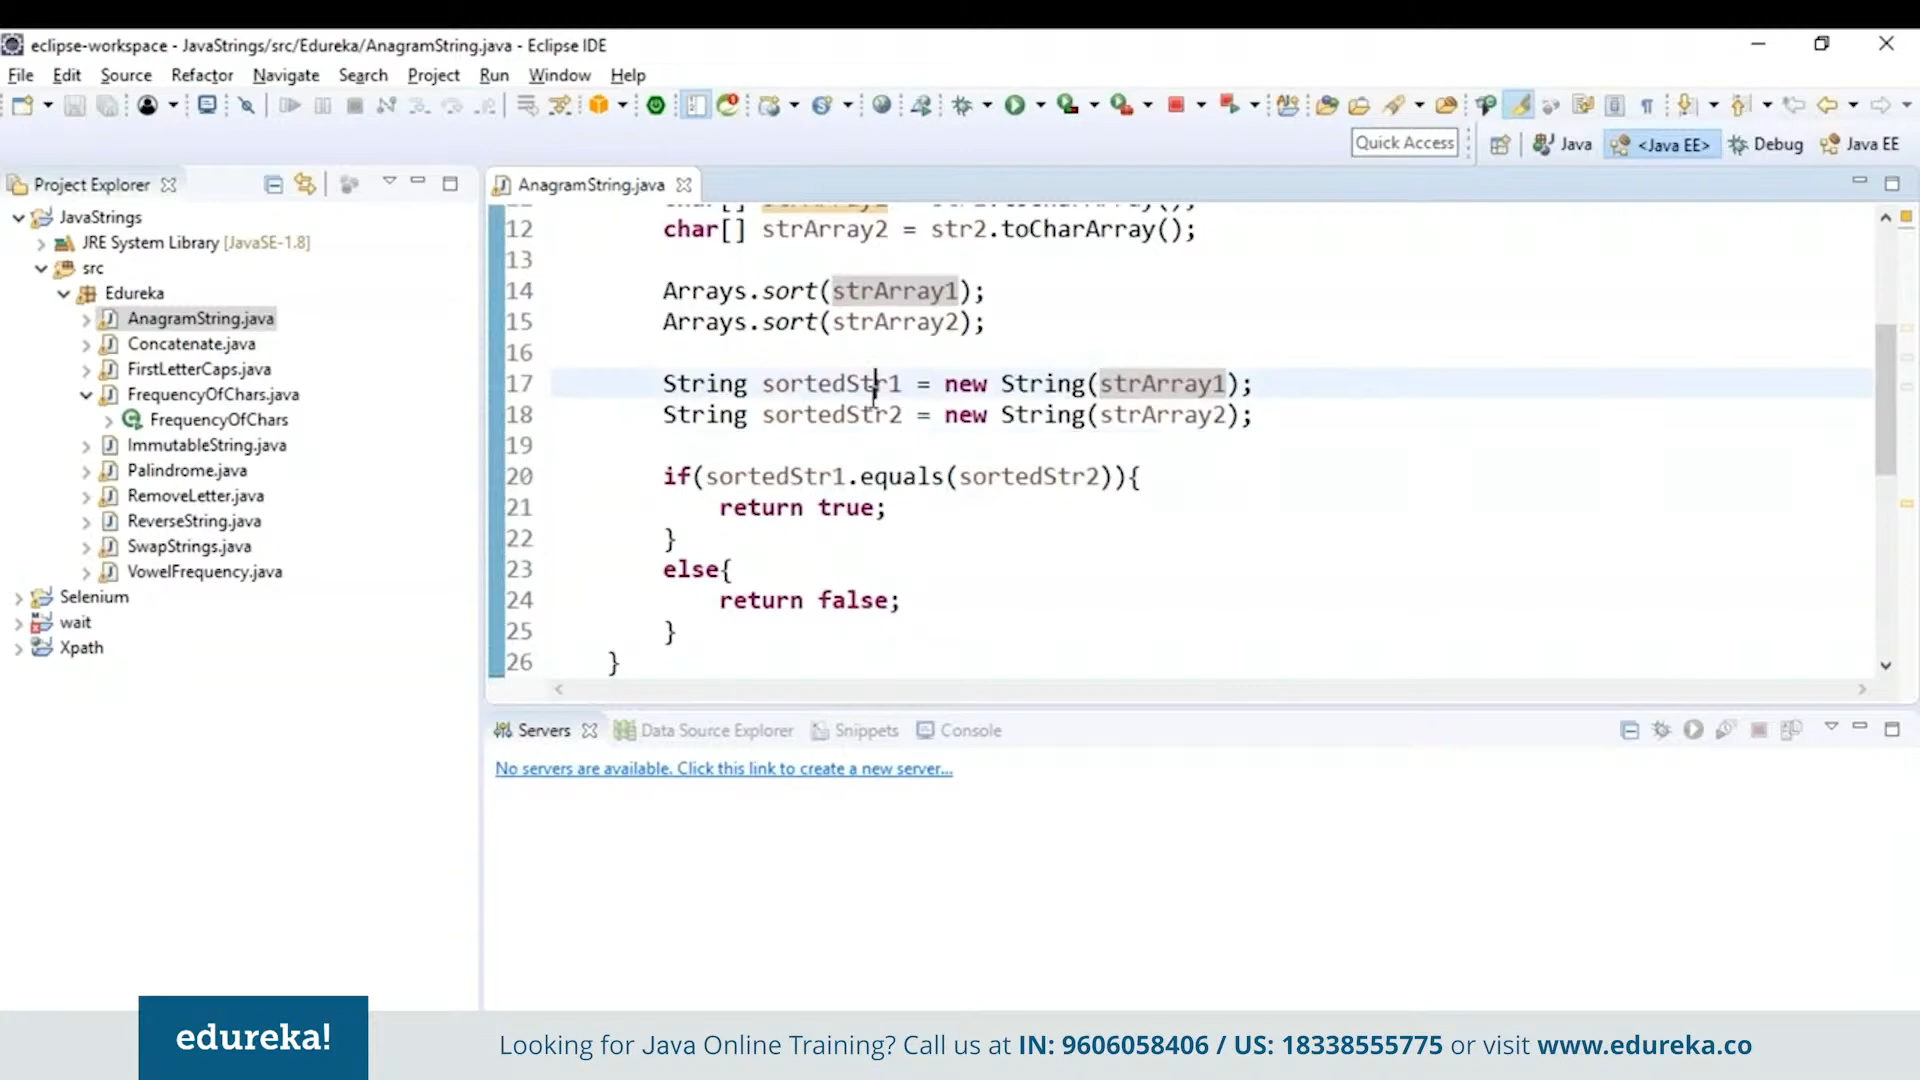 eclipse-workspace - JavaStrings/src/Edureka/AnagramString.java - Eclipse IDE
File Edit Source Refactor Navigate Search Project Run Window Help
Quick Access Java <Java EE> Debug Java EE
Project Explorer
JavaStrings
JRE System Library [JavaSE-1.8]
src
Edureka
AnagramString.java
Concatenate.java
FirstLetterCaps.java
FrequencyOfChars.java
FrequencyOfChars
ImmutableString.java
Palindrome.java
RemoveLetter.java
ReverseString.java
SwapStrings.java
VowelFrequency.java
Selenium
wait
Xpath
AnagramString.java
12 char[] strArray2 = str2.toCharArray();
13
14 Arrays.sort(strArray1);
15 Arrays.sort(strArray2);
16
17 String sortedStr1 = new String(strArray1);
18 String sortedStr2 = new String(strArray2);
19
20 if(sortedStr1.equals(sortedStr2)){
21 return true;
22 }
23 else{
24 return false;
25 }
26 }
Servers Data Source Explorer Snippets Console
No servers are available. Click this link to create a new server...
edureka!
Looking for Java Online Training? Call us at IN: 9606058406 / US: 18338555775 or visit www.edureka.co